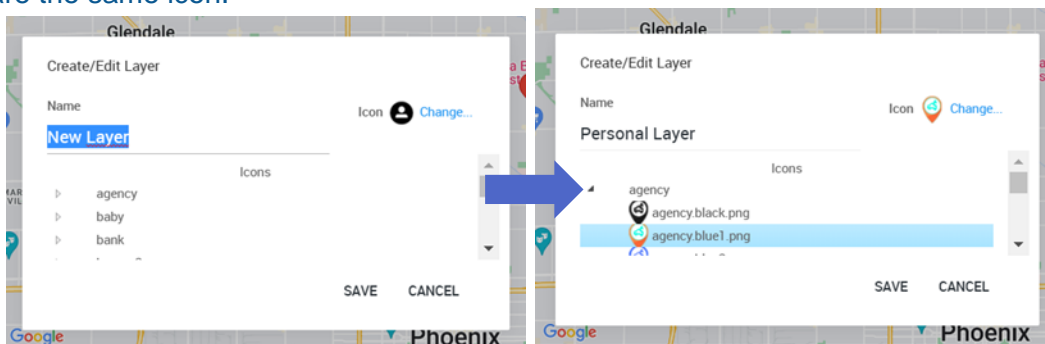 are the same icon.
Glendale
Create/Edit Layer
Name
Icon Change...
New Layer
Icons
agency
baby
bank
SAVE CANCEL
Google
Phoenix
Glendale
Create/Edit Layer
Name
Icon Change...
Personal Layer
Icons
agency
agency.black.png
agency.blue1.png
SAVE CANCEL
Google
Phoenix